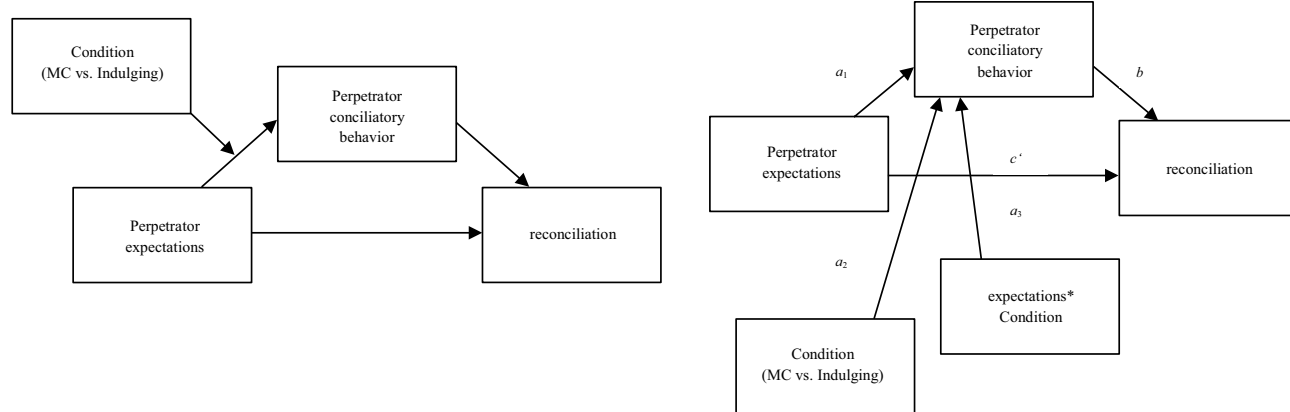 Condition
(MC vs. Indulging)
Perpetrator
conciliatory
behavior
Perpetrator
expectations
reconciliation
Perpetrator
conciliatory
behavior
a1
b
Perpetrator
expectations
c‘
reconciliation
a3
a2
expectations*
Condition
Condition
(MC vs. Indulging)